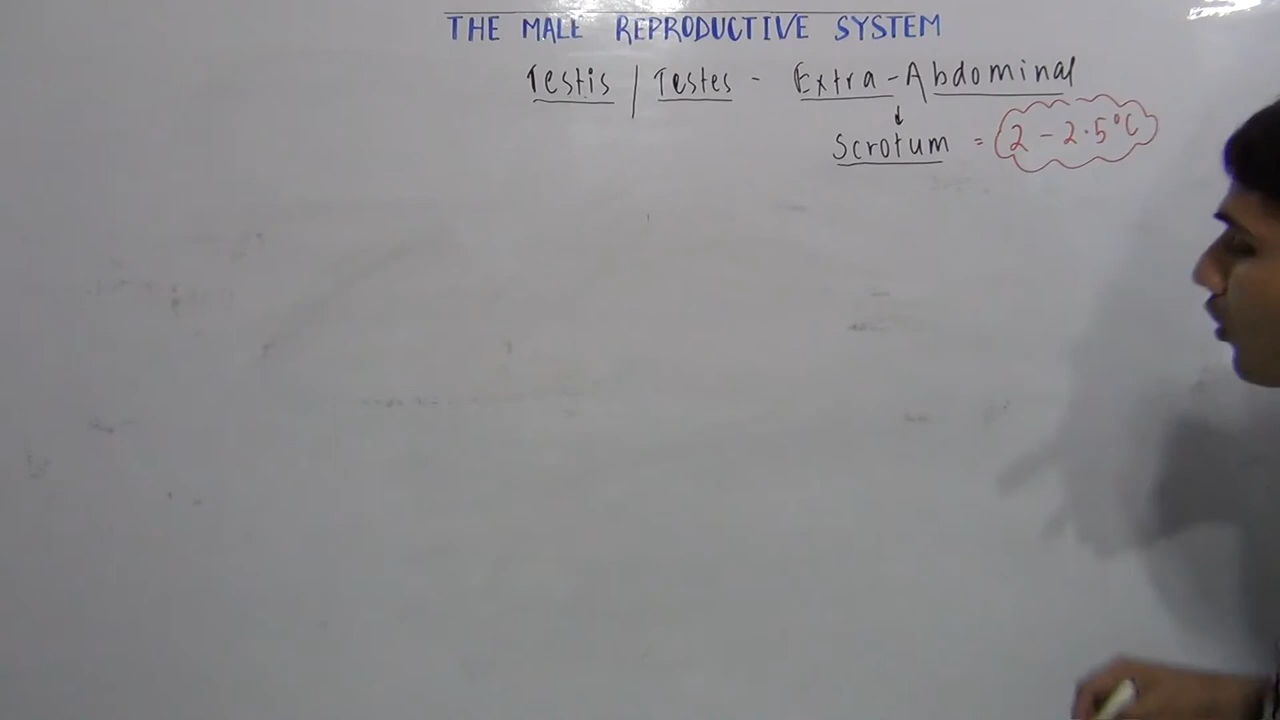 THE MALE REPRODUCTIVE SYSTEM
Testis / Testes - Extra-Abdominal
↓
Scrotum = 2 - 2.5°C